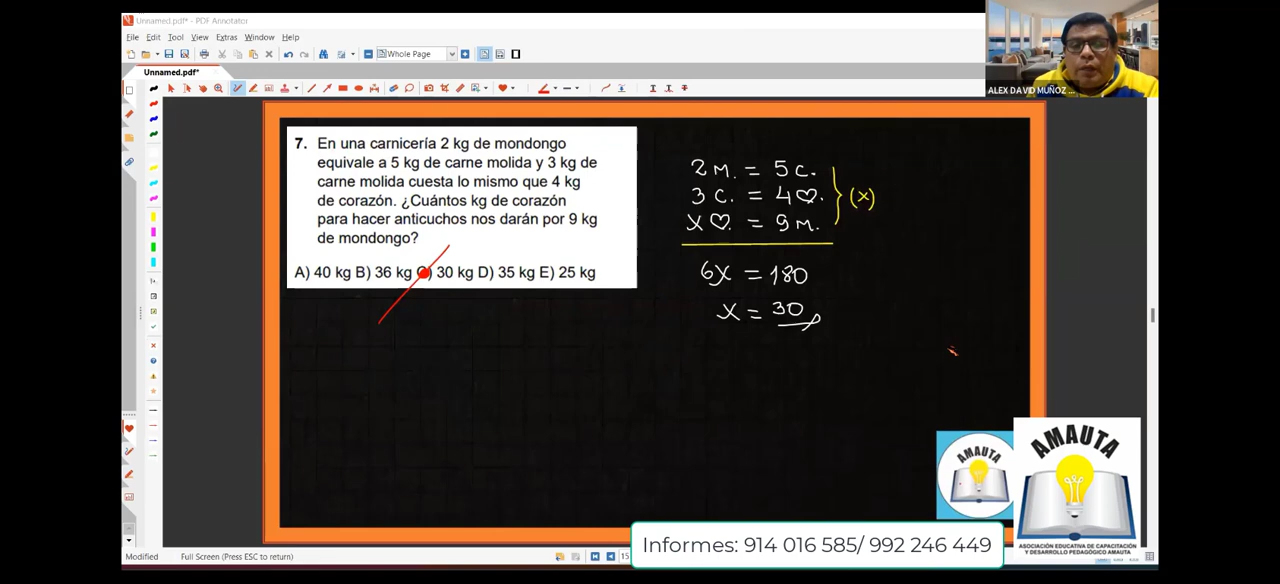 Unnamed.pdf* - PDF Annotator
File Edit Tool View Extras Window Help
Whole Page
Unnamed.pdf*
ALEX DAVID MUÑOZ ...
7. En una carnicería 2 kg de mondongo
equivale a 5 kg de carne molida y 3 kg de
carne molida cuesta lo mismo que 4 kg
de corazón. ¿Cuántos kg de corazón
para hacer anticuchos nos darán por 9 kg
de mondongo?
A) 40 kg B) 36 kg C) 30 kg D) 35 kg E) 25 kg
2 M. = 5 C.
3 C. = 4 ♡.
X ♡. = 9 M.
(x)
6X = 180
X = 30
AMAUTA
AMAUTA
ASOCIACIÓN EDUCATIVA DE CAPACITACIÓN
Y DESARROLLO PEDAGÓGICO AMAUTA
Informes: 914 016 585/ 992 246 449
Modified Full Screen (Press ESC to return)
15